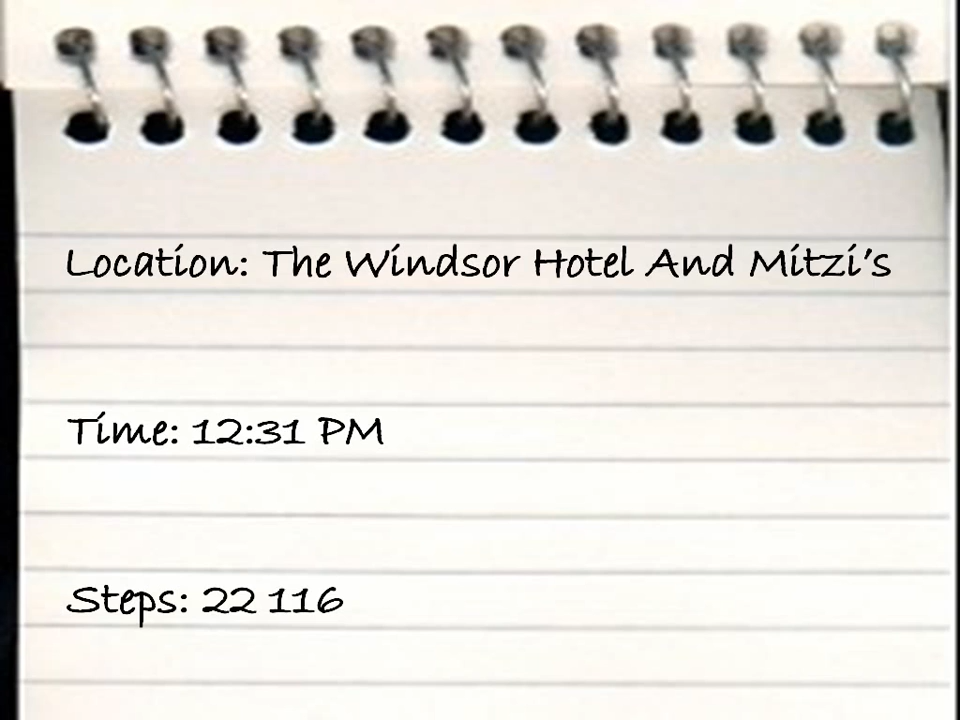 Location: The Windsor Hotel And Mitzi's
Time: 12:31 PM
Steps: 22 116